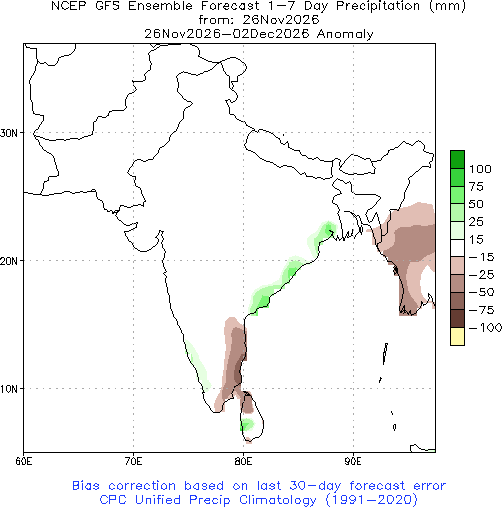 NCEP GFS Ensemble Forecast 1−7 Day Precipitation (mm)
from: 26Nov2026
26Nov2026−02Dec2026 Anomaly
30N
20N
10N
60E
70E
80E
90E
100
75
50
25
15
−15
−25
−50
−75
−100
Bias correction based on last 30−day forecast error
CPC Unified Precip Climatology (1991−2020)